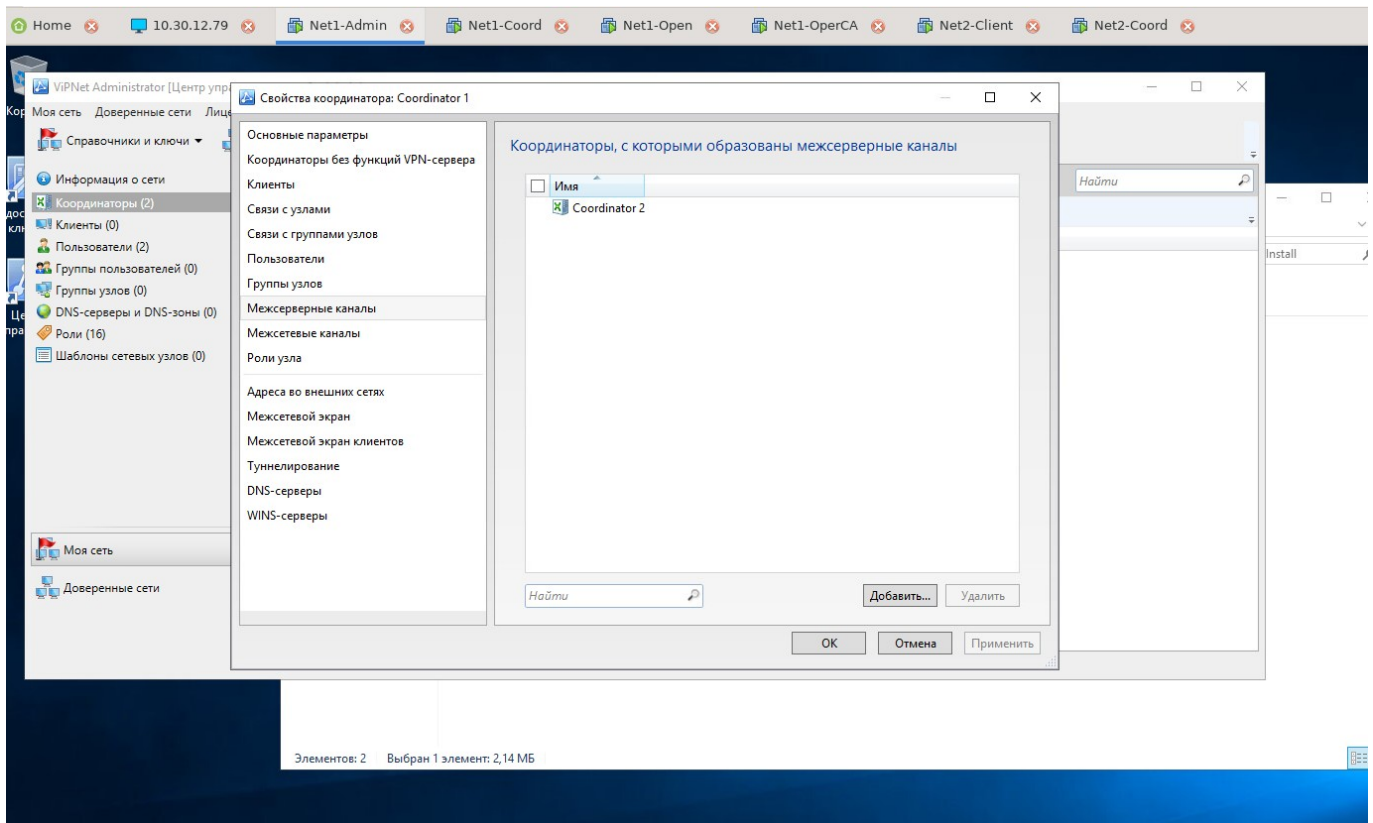 Home
10.30.12.79
Net1-Admin
Net1-Coord
Net1-Open
Net1-OperCA
Net2-Client
Net2-Coord
ViPNet Administrator [Центр упра
Моя сеть Доверенные сети Лице
Справочники и ключи
Информация о сети
Координаторы (2)
Клиенты (0)
Пользователи (2)
Группы пользователей (0)
Группы узлов (0)
DNS-серверы и DNS-зоны (0)
Роли (16)
Шаблоны сетевых узлов (0)
Моя сеть
Доверенные сети
Свойства координатора: Coordinator 1
Основные параметры
Координаторы без функций VPN-сервера
Клиенты
Связи с узлами
Связи с группами узлов
Пользователи
Группы узлов
Межсерверные каналы
Межсетевые каналы
Роли узла
Адреса во внешних сетях
Межсетевой экран
Межсетевой экран клиентов
Туннелирование
DNS-серверы
WINS-серверы
Координаторы, с которыми образованы межсерверные каналы
Имя
Coordinator 2
Найти
Добавить...
Удалить
OK
Отмена
Применить
Найти
Install
Элементов: 2 Выбран 1 элемент: 2,14 МБ